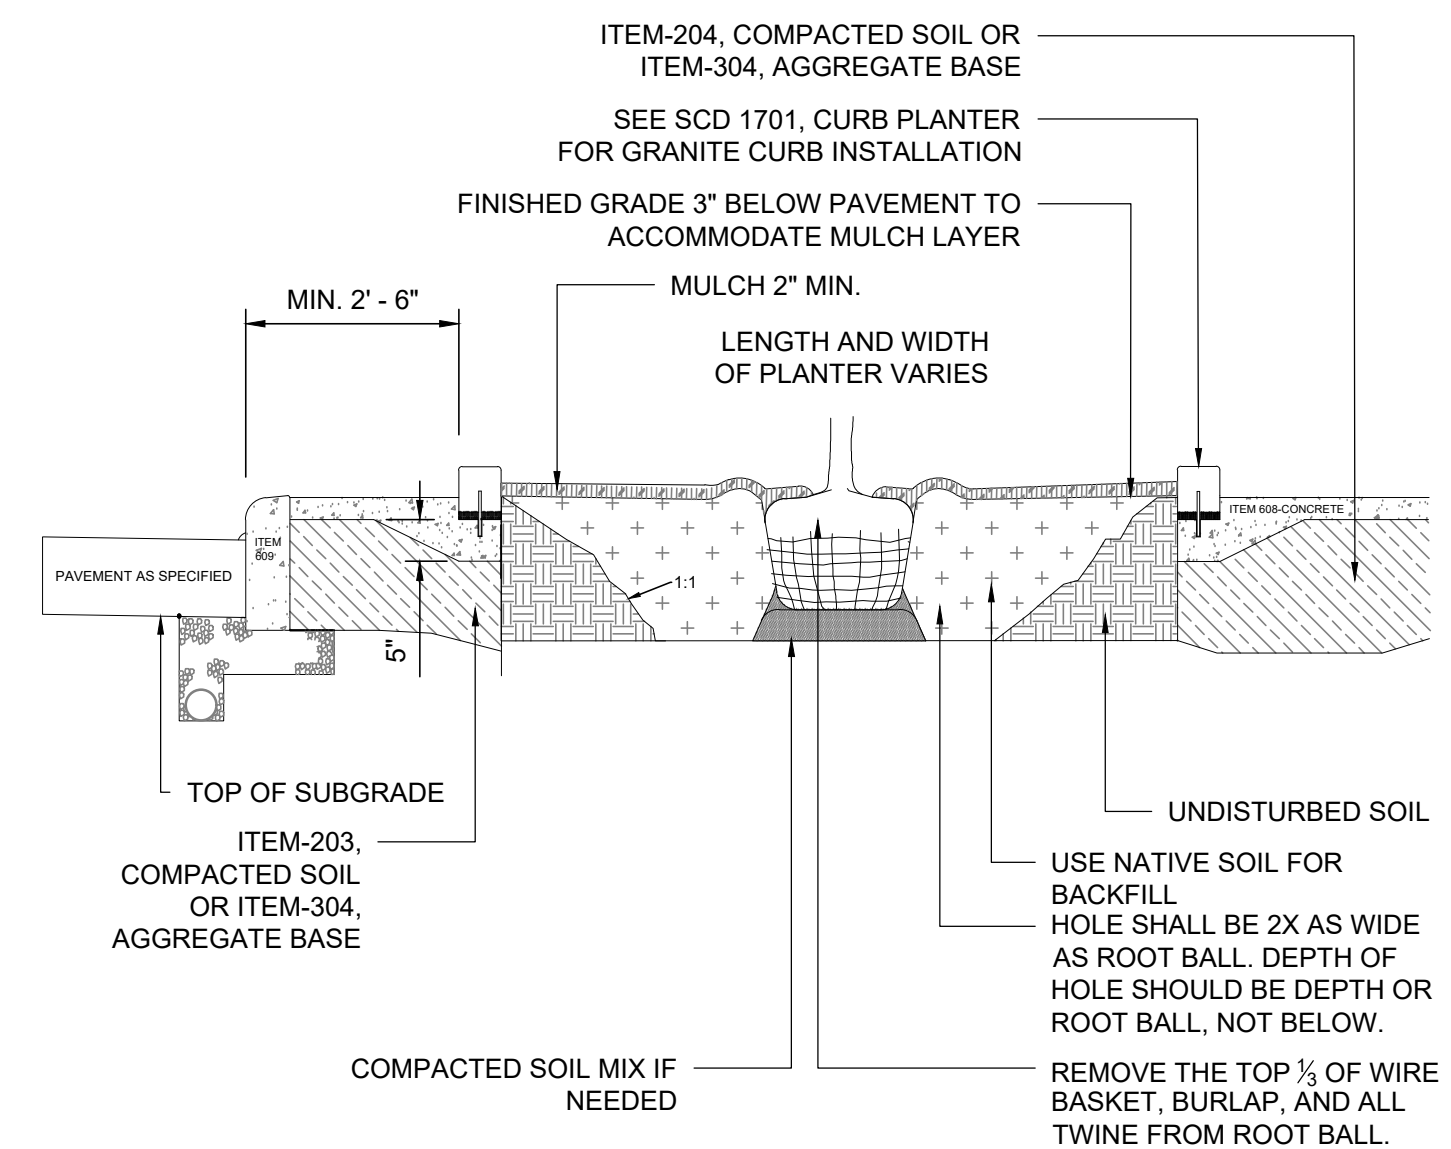 ITEM-204, COMPACTED SOIL OR
ITEM-304, AGGREGATE BASE
SEE SCD 1701, CURB PLANTER
FOR GRANITE CURB INSTALLATION
FINISHED GRADE 3" BELOW PAVEMENT TO
ACCOMMODATE MULCH LAYER
MULCH 2" MIN.
MIN. 2' - 6"
LENGTH AND WIDTH
OF PLANTER VARIES
ITEM 608-CONCRETE
ITEM
609
PAVEMENT AS SPECIFIED
1:1
5"
TOP OF SUBGRADE
ITEM-203,
COMPACTED SOIL
OR ITEM-304,
AGGREGATE BASE
UNDISTURBED SOIL
USE NATIVE SOIL FOR
BACKFILL
HOLE SHALL BE 2X AS WIDE
AS ROOT BALL. DEPTH OF
HOLE SHOULD BE DEPTH OR
ROOT BALL, NOT BELOW.
COMPACTED SOIL MIX IF
NEEDED
REMOVE THE TOP 1/3 OF WIRE
BASKET, BURLAP, AND ALL
TWINE FROM ROOT BALL.